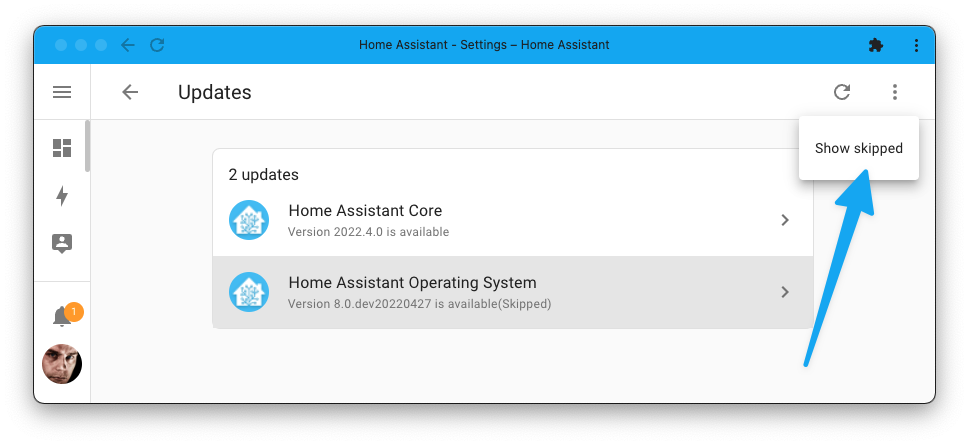 Home Assistant - Settings – Home Assistant
Updates
Show skipped
2 updates
Home Assistant Core
Version 2022.4.0 is available
Home Assistant Operating System
Version 8.0.dev20220427 is available(Skipped)
1